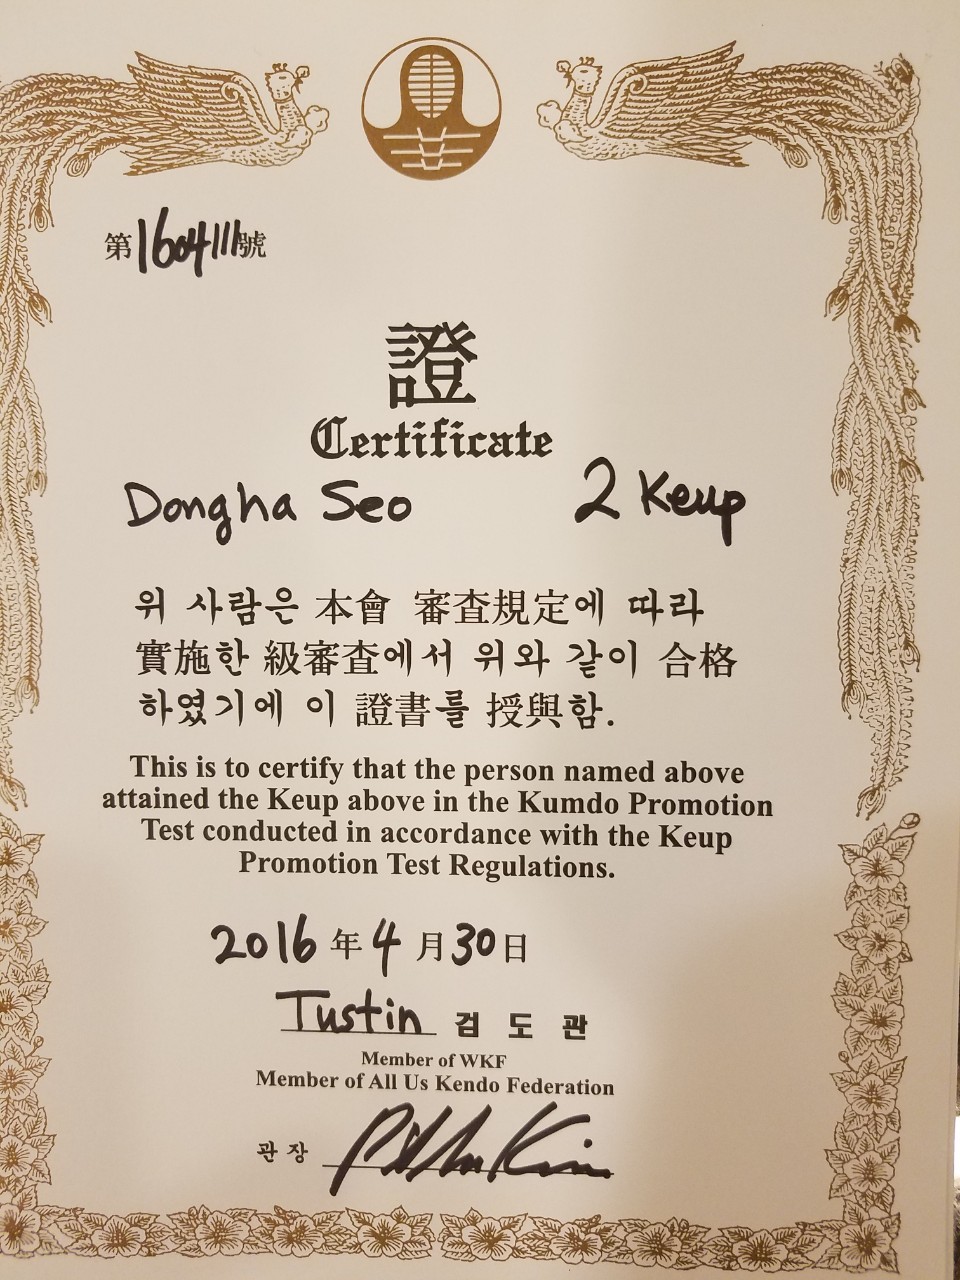 第1604111號
證
Certificate
Dongha Seo 2 Keup
위 사람은 本會 審査規定에 따라
實施한 級審査에서 위와 같이 合格
하였기에 이 證書를 授與함.
This is to certify that the person named above
attained the Keup above in the Kumdo Promotion
Test conducted in accordance with the Keup
Promotion Test Regulations.
2016 年 4 月 30 日
Tustin 검 도 관
Member of WKF
Member of All Us Kendo Federation
관 장